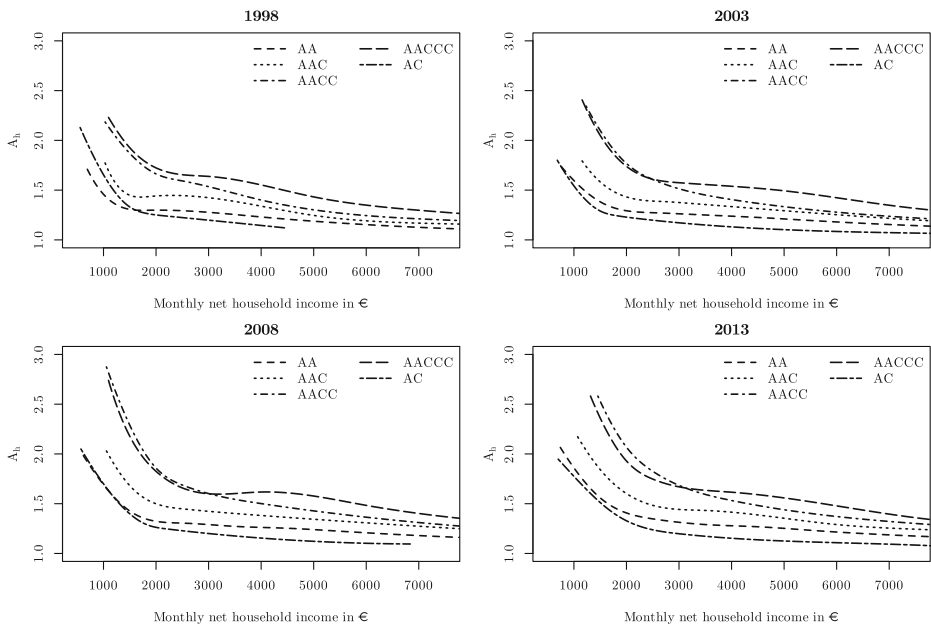 1998
3.0
2.5
2.0
1.5
1.0
A_h
AA
AAC
AACC
AACCC
AC
1000 2000 3000 4000 5000 6000 7000
Monthly net household income in €
2003
3.0
2.5
2.0
1.5
1.0
A_h
AA
AAC
AACC
AACCC
AC
1000 2000 3000 4000 5000 6000 7000
Monthly net household income in €
2008
3.0
2.5
2.0
1.5
1.0
A_h
AA
AAC
AACC
AACCC
AC
1000 2000 3000 4000 5000 6000 7000
Monthly net household income in €
2013
3.0
2.5
2.0
1.5
1.0
A_h
AA
AAC
AACC
AACCC
AC
1000 2000 3000 4000 5000 6000 7000
Monthly net household income in €